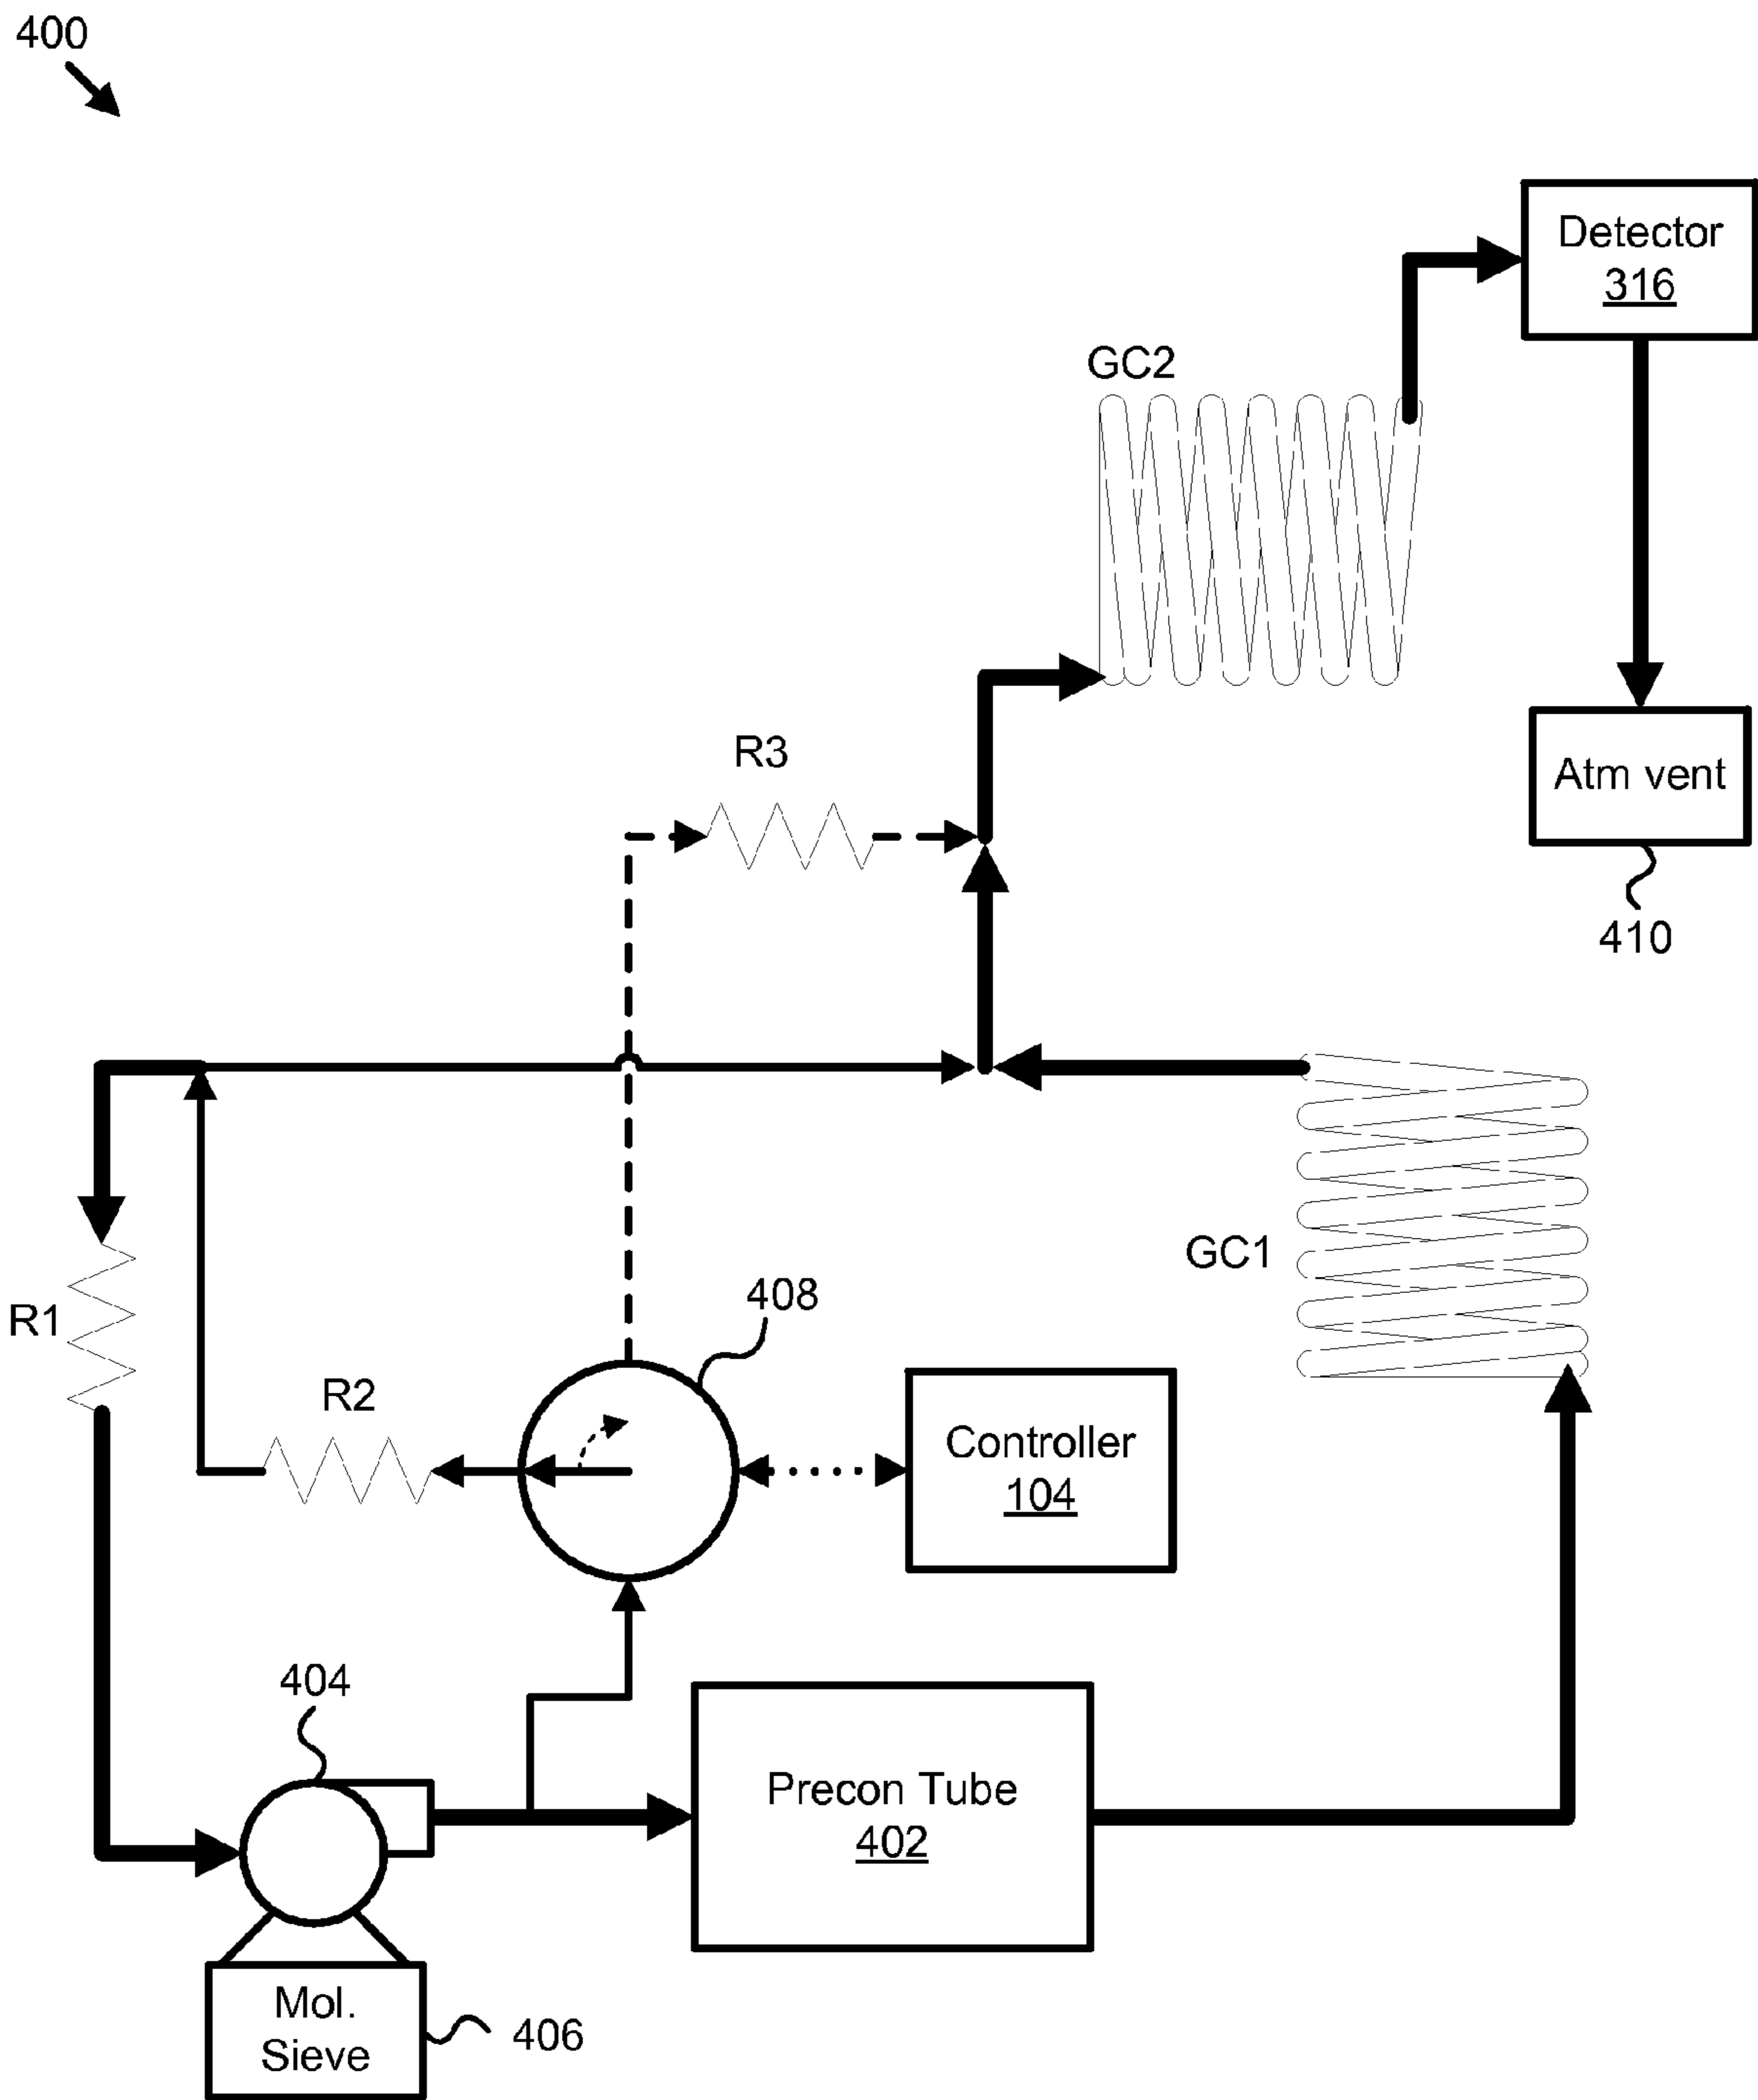 400
Detector
316
GC2
R3
Atm vent
410
GC1
408
R1
R2
Controller
104
404
Precon Tube
402
Mol.
Sieve
406